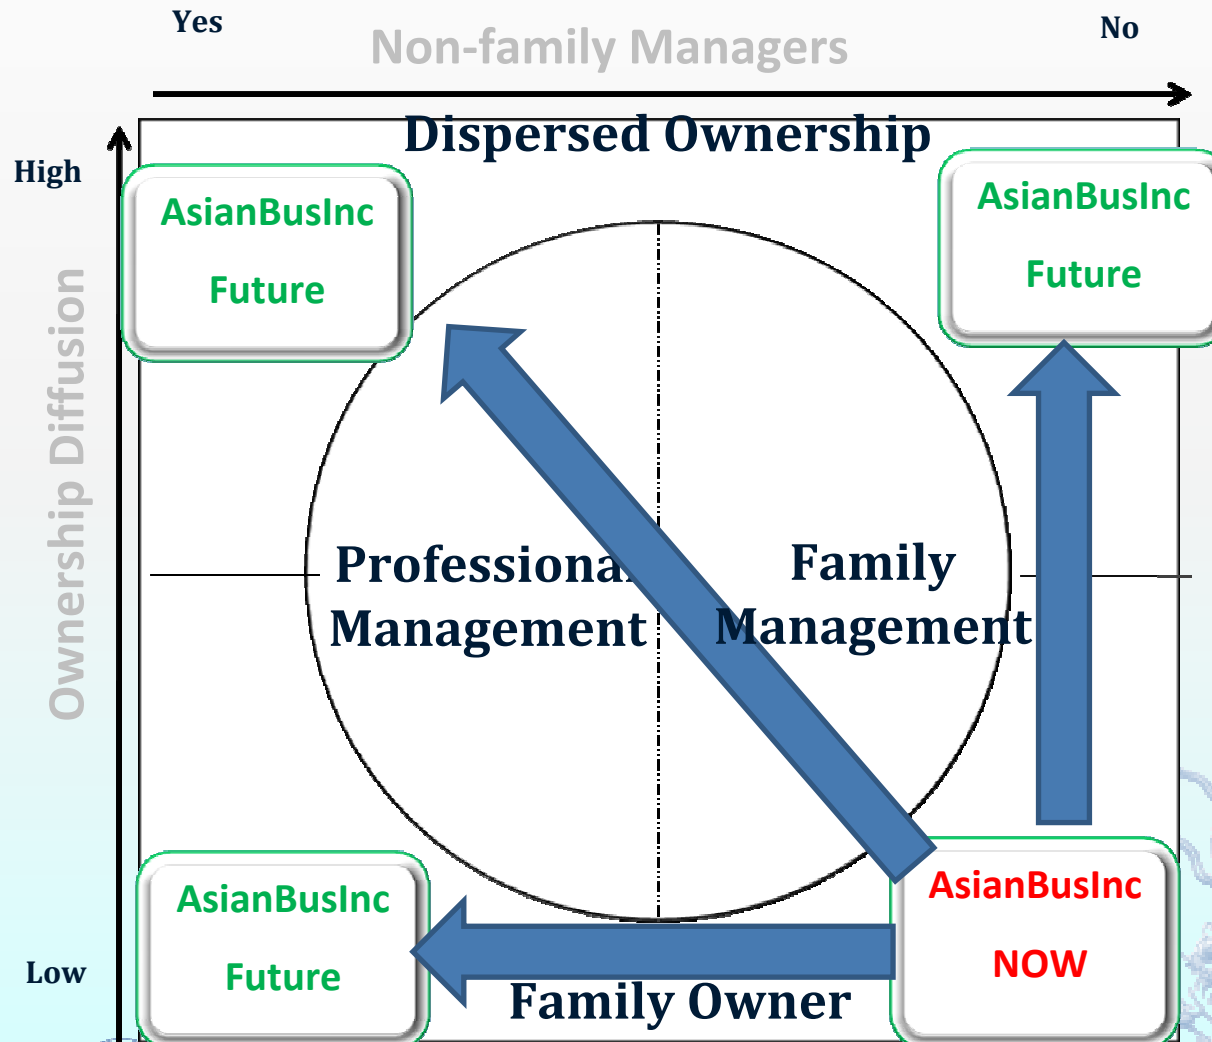 Yes
No
Non-family Managers
Dispersed Ownership
High
AsianBusInc
Future
AsianBusInc
Future
Ownership Diffusion
Professional
Management
Family
Management
AsianBusInc
Future
AsianBusInc
NOW
Low
Family Owner